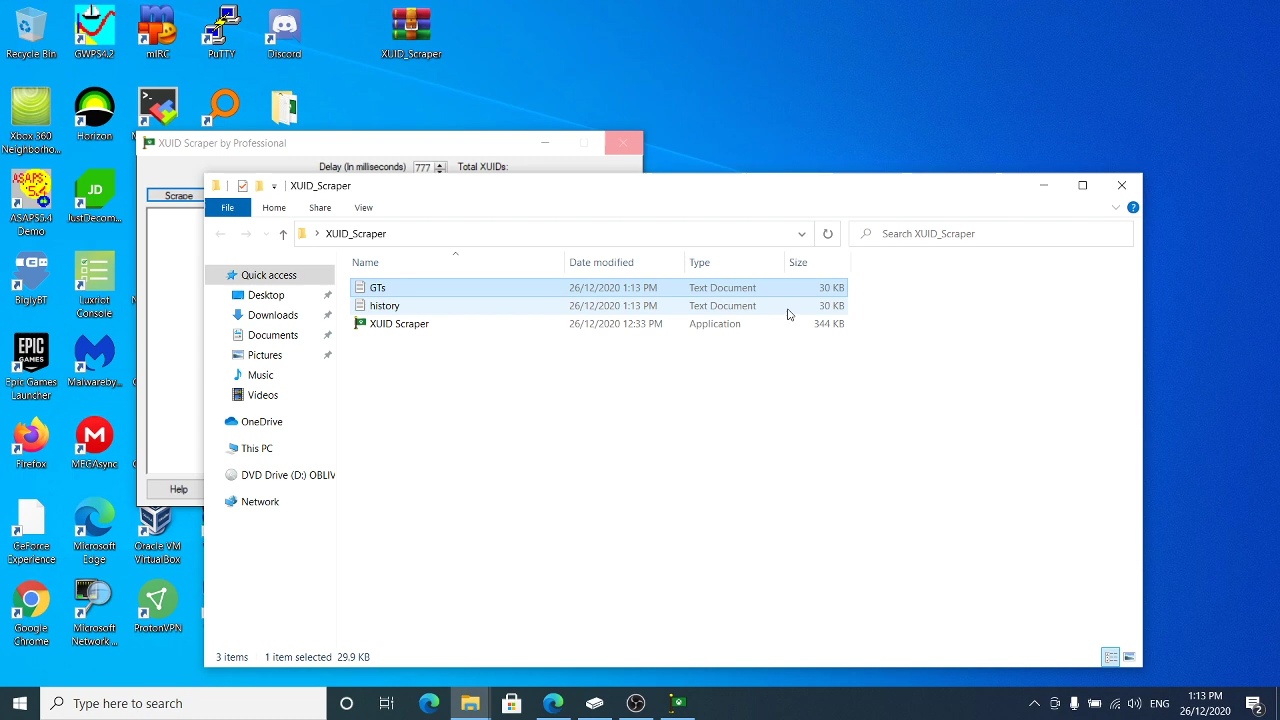 Recycle Bin
GWPS4.2
mIRC
PuTTY
Discord
XUID_Scraper
Xbox 360
Neighborho...
Horizon
ASAPS5.4
Demo
JustDecom...
BiglyBT
Luxriot
Console
Epic Games
Launcher
Malwareby...
Firefox
MEGAsync
GeForce
Experience
Microsoft
Edge
Oracle VM
VirtualBox
Google
Chrome
Microsoft
Network ...
ProtonVPN
XUID Scraper by Professional
Delay (In milliseconds) 777 Total XUIDs:
Scrape
Help
XUID_Scraper
File Home Share View
XUID_Scraper
Search XUID_Scraper
Name Date modified Type Size
GTs 26/12/2020 1:13 PM Text Document 30 KB
history 26/12/2020 1:13 PM Text Document 30 KB
XUID Scraper 26/12/2020 12:33 PM Application 344 KB
Quick access
Desktop
Downloads
Documents
Pictures
Music
Videos
OneDrive
This PC
DVD Drive (D:) OBLIV
Network
3 items 1 item selected 29.9 KB
Type here to search
ENG
1:13 PM
26/12/2020
2